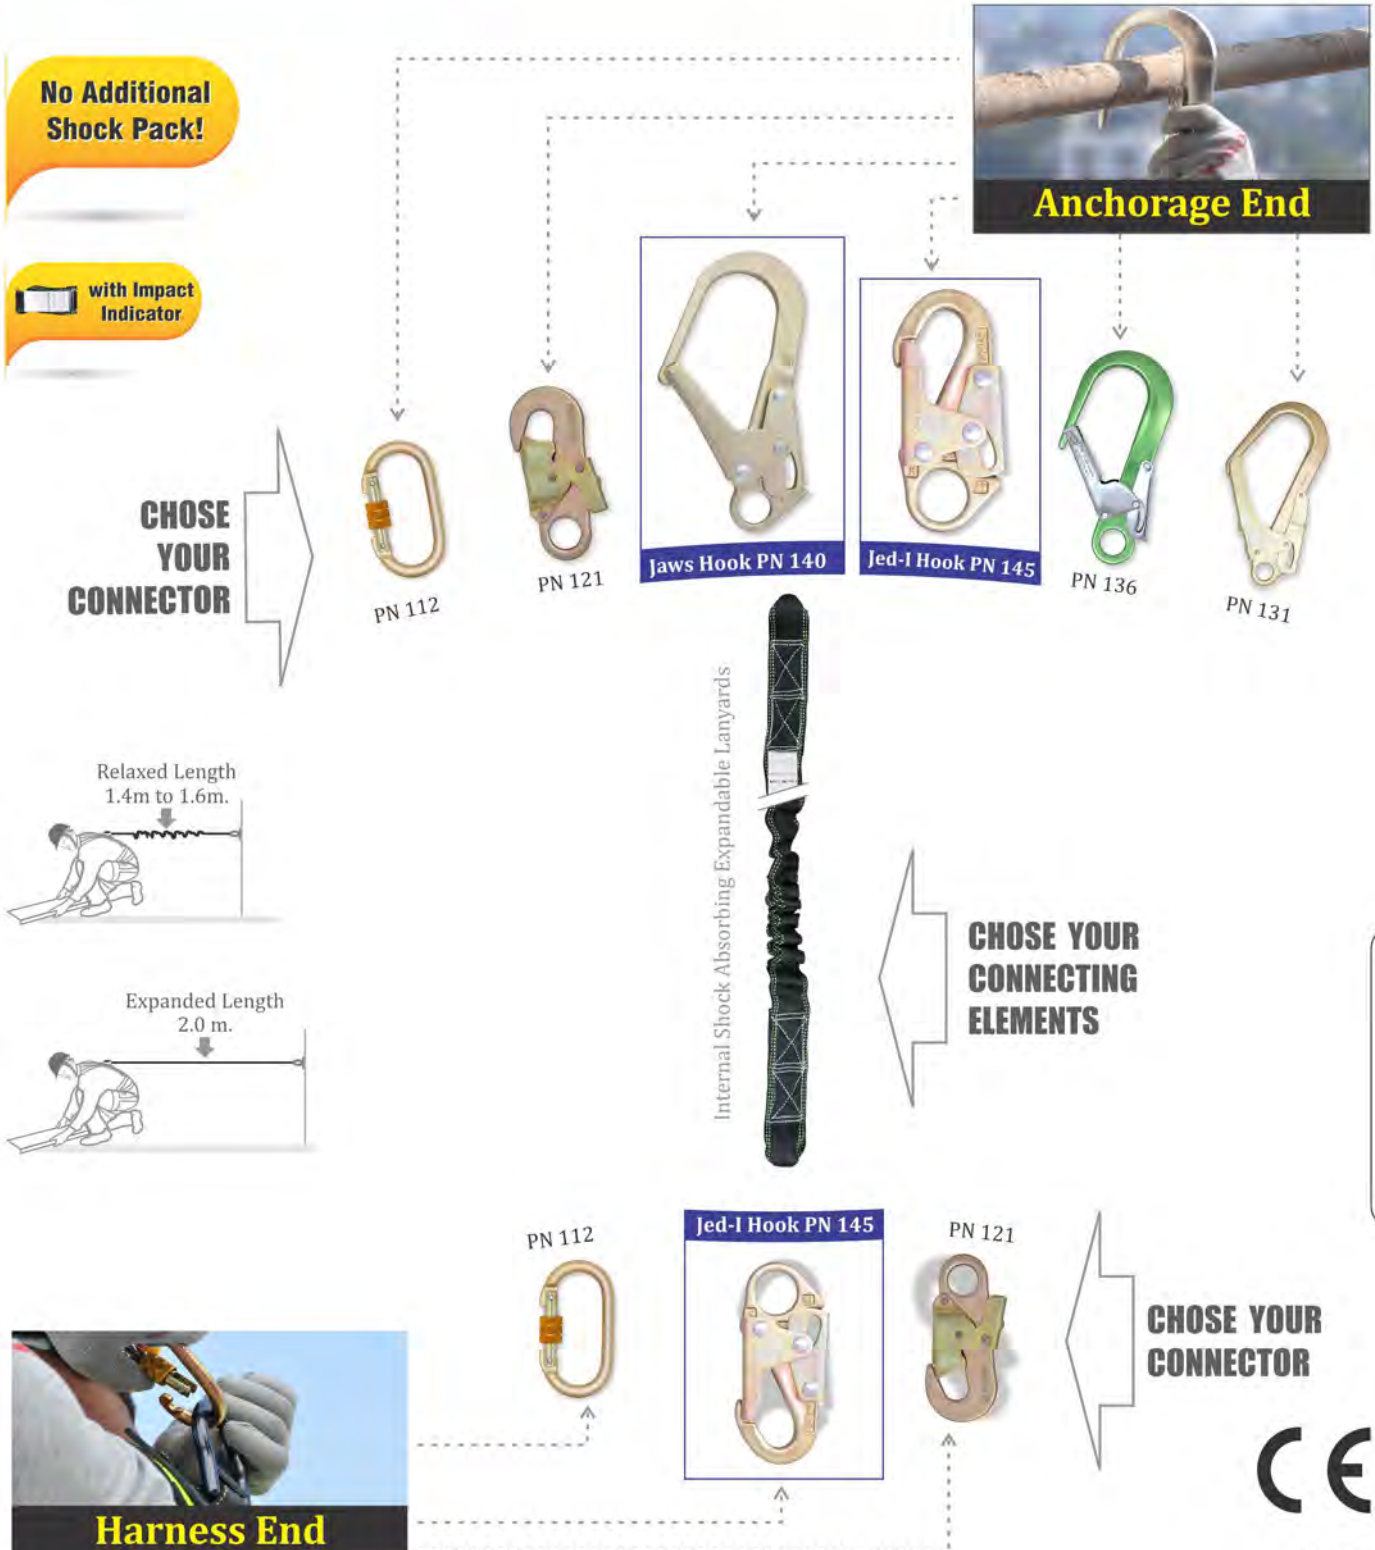 No Additional
Shock Pack!
with Impact
Indicator
Anchorage End
CHOSE
YOUR
CONNECTOR
PN 112
PN 121
Jaws Hook PN 140
Jed-I Hook PN 145
PN 136
PN 131
Relaxed Length
1.4m to 1.6m.
Expanded Length
2.0 m.
Internal Shock Absorbing Expandable Lanyards
CHOSE YOUR
CONNECTING
ELEMENTS
PN 112
Jed-I Hook PN 145
PN 121
CHOSE YOUR
CONNECTOR
Harness End
CE